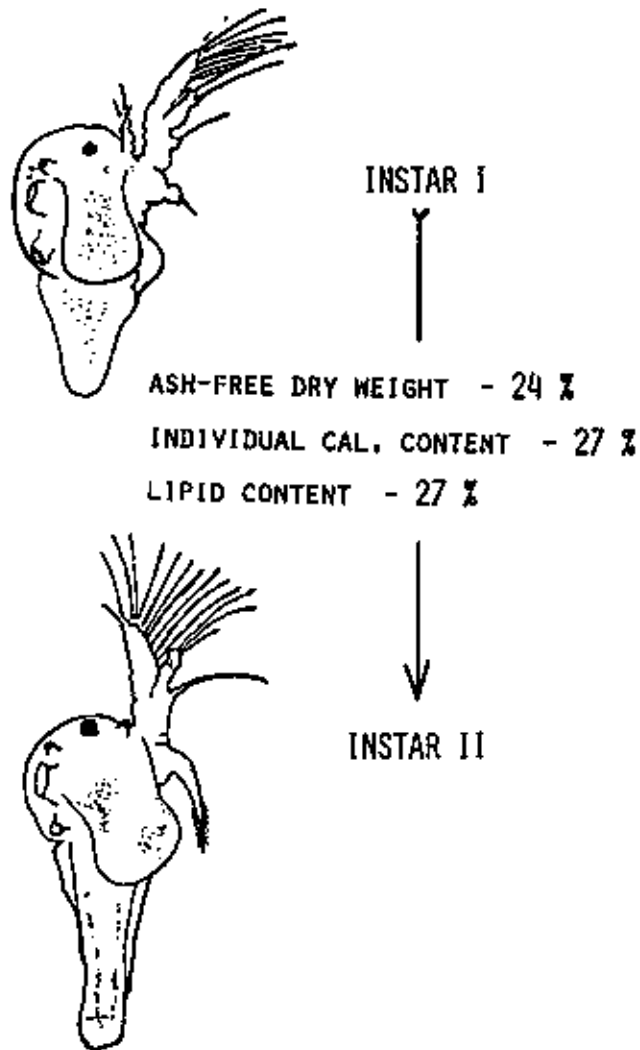 INSTAR I
ASH-FREE DRY WEIGHT - 24 %
INDIVIDUAL CAL. CONTENT - 27 %
LIPID CONTENT - 27 %
INSTAR II